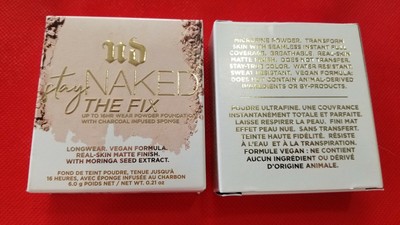 UD
stay NAKED
THE FIX
UP TO 16HR WEAR POWDER FOUNDATION
WITH CHARCOAL INFUSED SPONGE
LONGWEAR. VEGAN FORMULA.
REAL-SKIN MATTE FINISH.
WITH MORINGA SEED EXTRACT.
FOND DE TEINT POUDRE, TENUE JUSQU'À
16 HEURES, AVEC ÉPONGE INFUSÉE AU CHARBON
6.0 g POIDS NET / NET WT. 0.21 oz
POWDER. TRANSFORM
SKIN WITH SEAMLESS INSTANT FULL
COVERAGE. BREATHABLE. REAL-SKIN
MATTE FINISH. DOES NOT TRANSFER.
STAY-TRUE COLOR. WATER RESISTANT.
SWEAT RESISTANT. VEGAN FORMULA:
DOES CONTAIN ANIMAL-DERIVED
INGREDIENTS OR BY-PRODUCTS.
POUDRE ULTRAFINE. UNE COUVRANCE
INSTANTANÉMENT TOTALE ET PARFAITE.
LAISSE RESPIRER LA PEAU. FINI MAT
EFFET PEAU NUE. SANS TRANSFERT.
TEINTE HAUTE FIDÉLITÉ. RÉSISTE
À L'EAU ET À LA TRANSPIRATION.
FORMULE VEGAN : NE CONTIENT
AUCUN INGRÉDIENT OU DÉRIVÉ
D'ORIGINE ANIMALE.